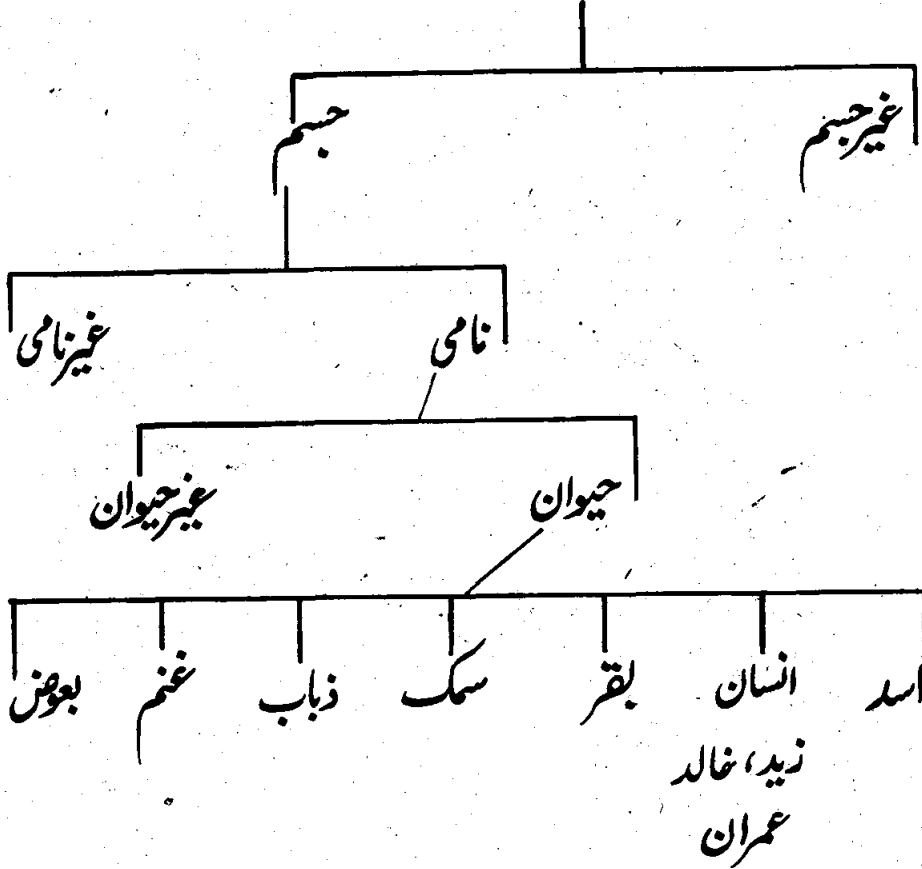 غیر جسم جسم
نامی غیر نامی
حیوان غیر حیوان
اسد انسان بقر سمک ذباب غنم بعوض
زید، خالد
عمران